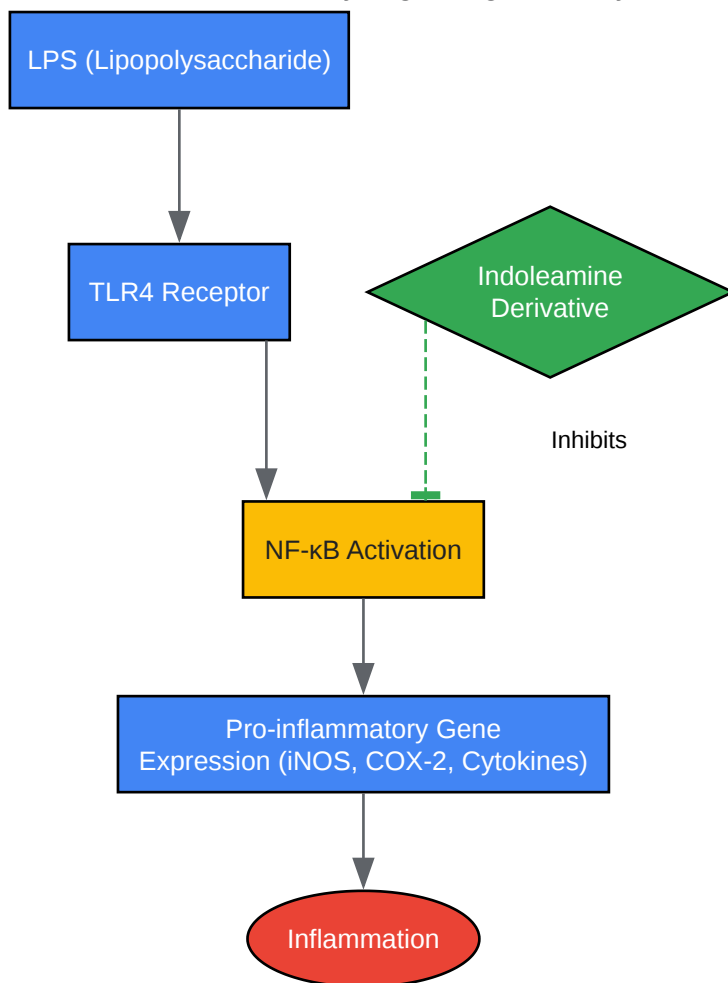 LPS (Lipopolysaccharide)
TLR4 Receptor
Indoleamine
Derivative
Inhibits
NF-κB Activation
Pro-inflammatory Gene
Expression (iNOS, COX-2, Cytokines)
Inflammation